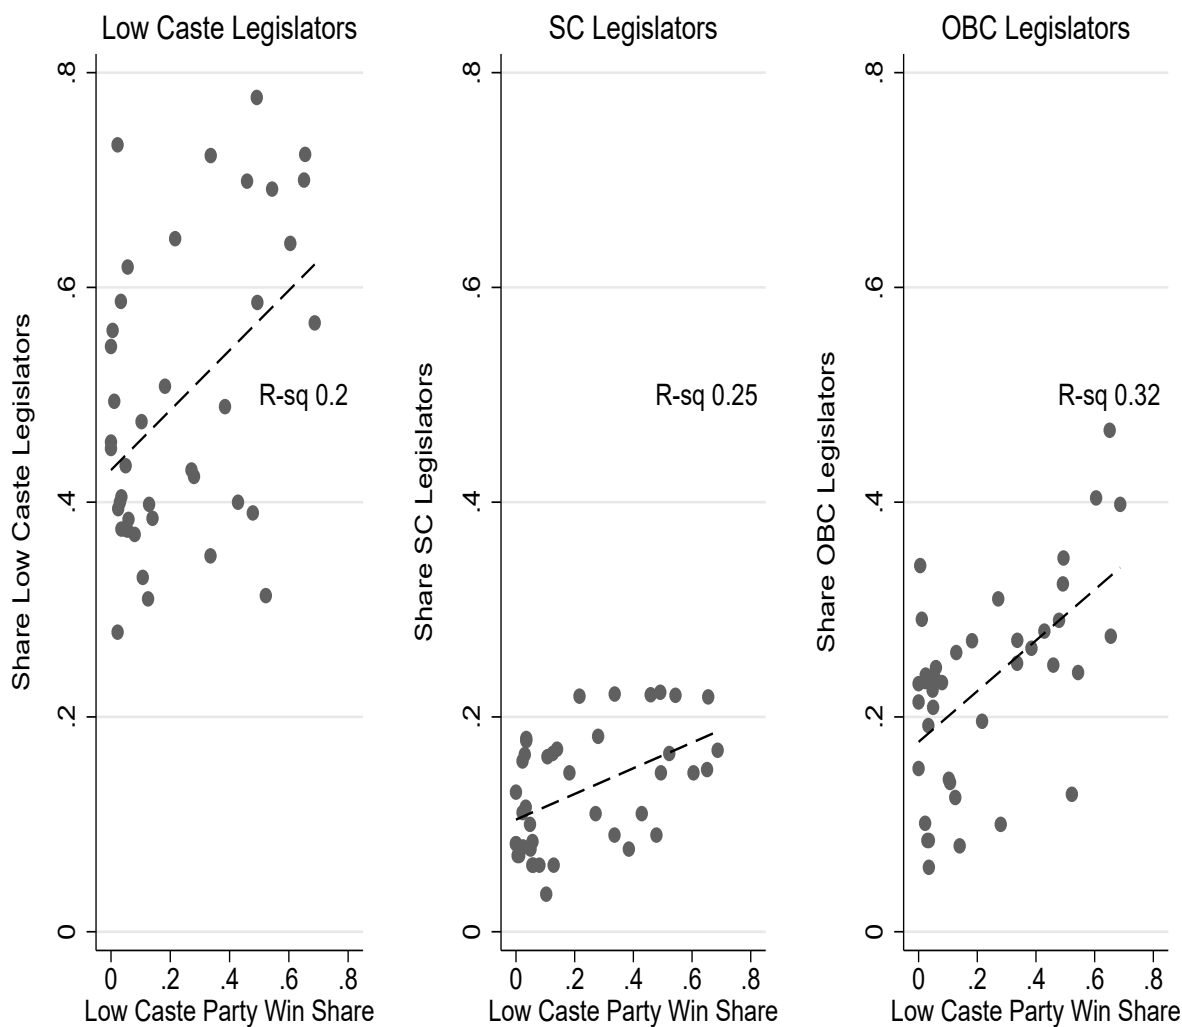 Low Caste Legislators
Share Low Caste Legislators
.8
.6
.4
.2
0
R-sq 0.2
0 .2 .4 .6 .8
Low Caste Party Win Share
SC Legislators
Share SC Legislators
.8
.6
.4
.2
0
R-sq 0.25
0 .2 .4 .6 .8
Low Caste Party Win Share
OBC Legislators
Share OBC Legislators
.8
.6
.4
.2
0
R-sq 0.32
0 .2 .4 .6 .8
Low Caste Party Win Share